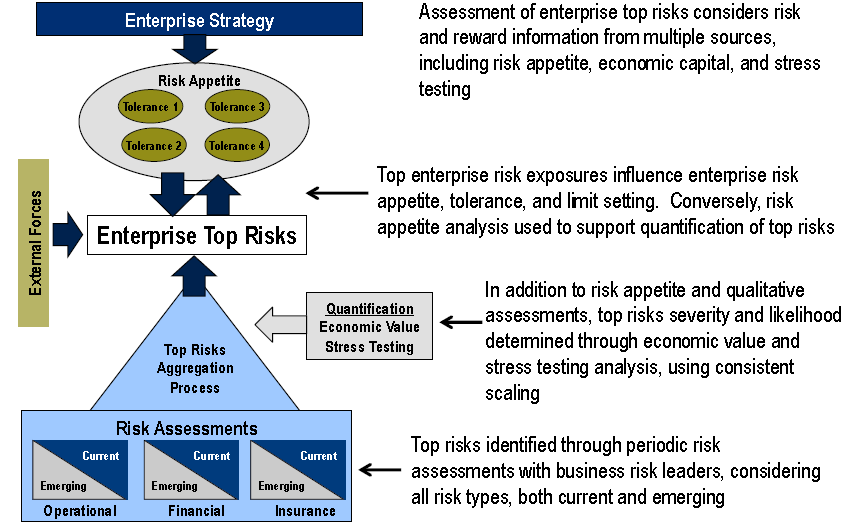 Enterprise Strategy
Assessment of enterprise top risks considers risk
and reward information from multiple sources,
including risk appetite, economic capital, and stress
testing
Risk Appetite
Tolerance 1
Tolerance 3
Tolerance 2
Tolerance 4
Top enterprise risk exposures influence enterprise risk
appetite, tolerance, and limit setting.  Conversely, risk
appetite analysis used to support quantification of top risks
External Forces
Enterprise Top Risks
Quantification
Economic Value
Stress Testing
In addition to risk appetite and qualitative
assessments, top risks severity and likelihood
determined through economic value and
stress testing analysis, using consistent
scaling
Top Risks
Aggregation
Process
Risk Assessments
Current
Emerging
Operational
Current
Emerging
Financial
Current
Emerging
Insurance
Top risks identified through periodic risk
assessments with business risk leaders, considering
all risk types, both current and emerging